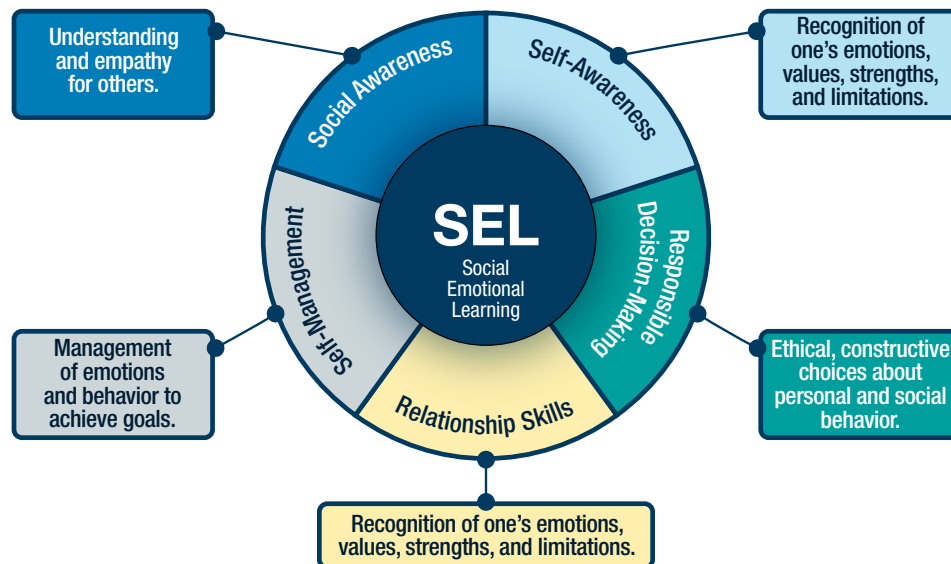 Understanding
and empathy
for others.
Social Awareness
Self-Awareness
Recognition of
one’s emotions,
values, strengths,
and limitations.
SEL
Social
Emotional
Learning
Responsible
Decision-Making
Self-Management
Management
of emotions
and behavior to
achieve goals.
Ethical, constructive
choices about
personal and social
behavior.
Relationship Skills
Recognition of one’s emotions,
values, strengths, and limitations.